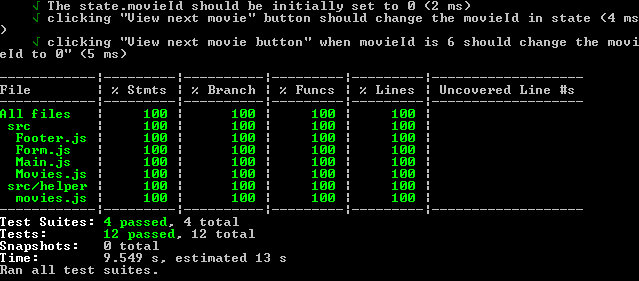 √ The state.movieId should be initially set to 0 (2 ms)
√ clicking "View next movie" button should change the movieId in state (4 ms
)
√ clicking "View next movie button" when movieId is 6 should change the movi
eId to 0" (5 ms)
-------------|---------|----------|---------|---------|-------------------
File         | % Stmts | % Branch | % Funcs | % Lines | Uncovered Line #s
-------------|---------|----------|---------|---------|-------------------
All files    |     100 |      100 |     100 |     100 |
 src         |     100 |      100 |     100 |     100 |
  Footer.js  |     100 |      100 |     100 |     100 |
  Form.js    |     100 |      100 |     100 |     100 |
  Main.js    |     100 |      100 |     100 |     100 |
  Movies.js  |     100 |      100 |     100 |     100 |
 src/helper  |     100 |      100 |     100 |     100 |
  movies.js  |     100 |      100 |     100 |     100 |
-------------|---------|----------|---------|---------|-------------------
Test Suites: 4 passed, 4 total
Tests:       12 passed, 12 total
Snapshots:   0 total
Time:        9.549 s, estimated 13 s
Ran all test suites.